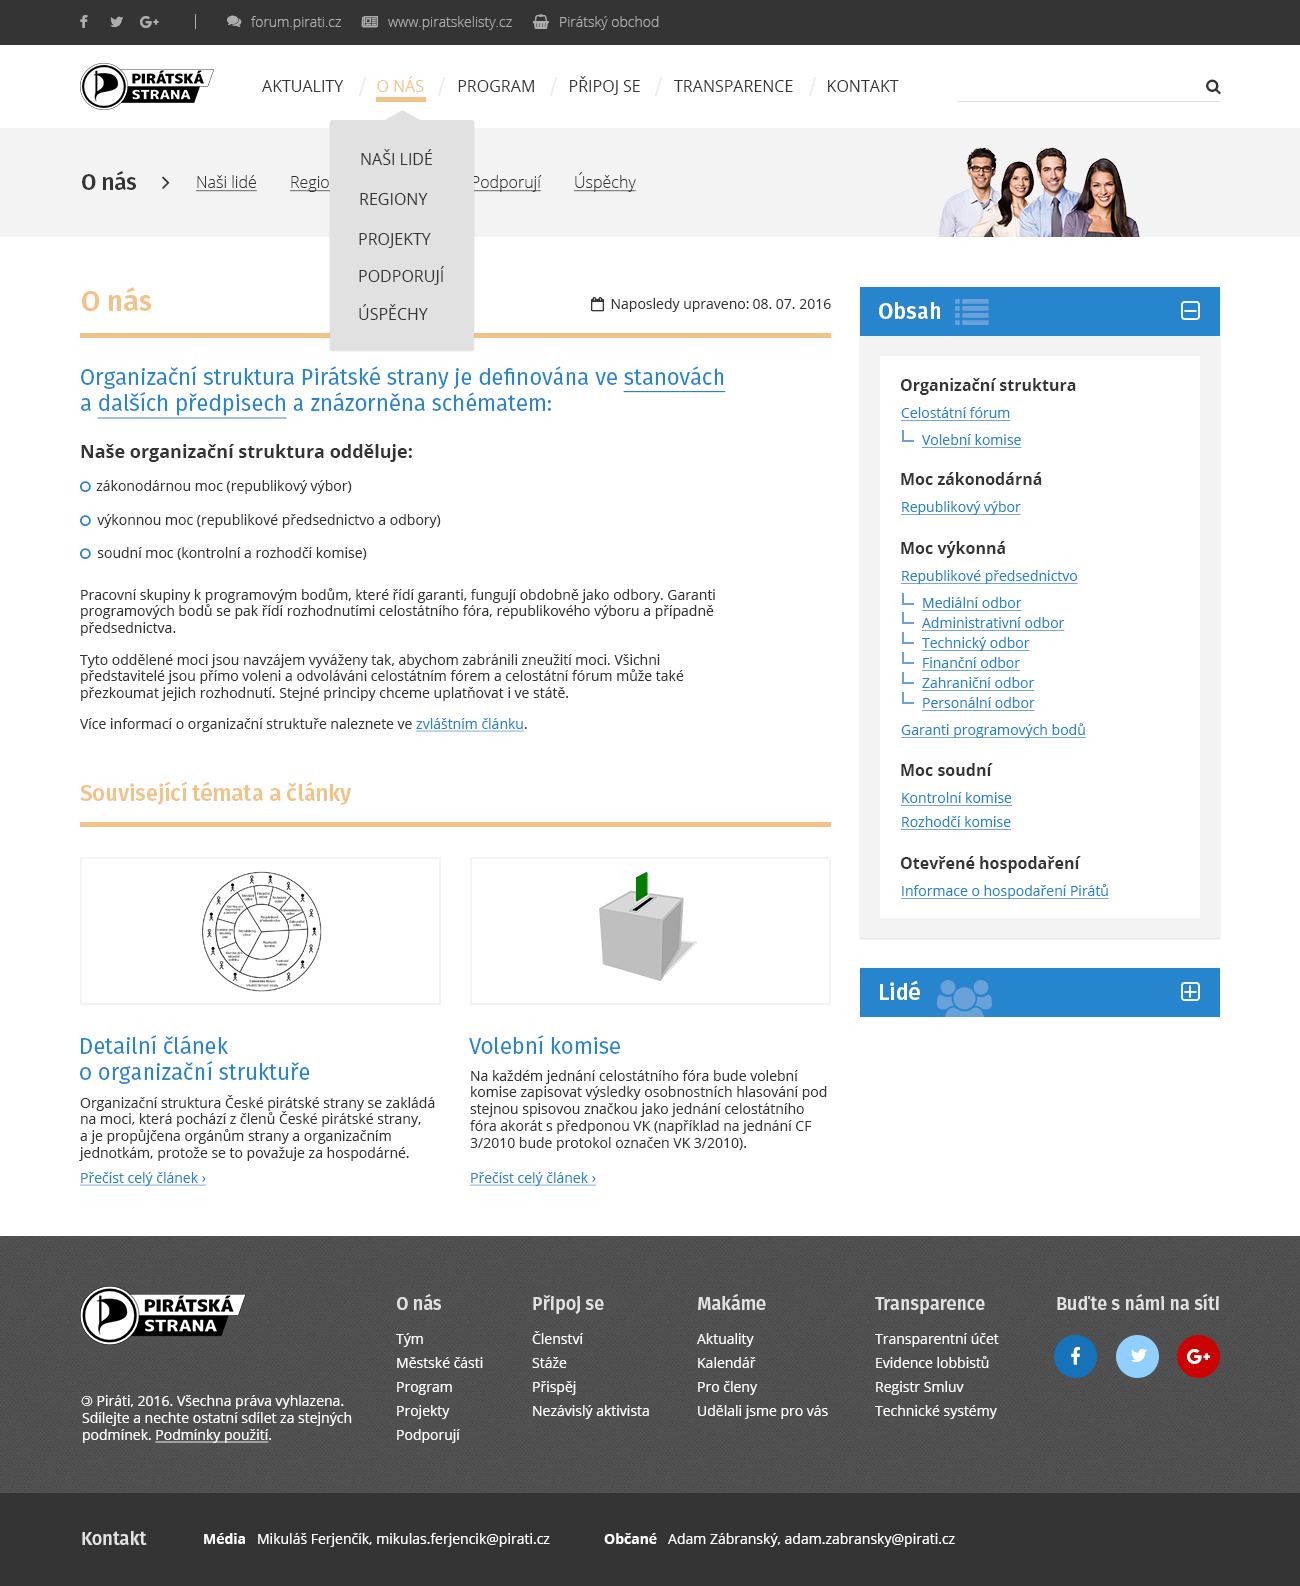 forum.pirati.cz
www.piratskelisty.cz
Pirátský obchod
PIRÁTSKÁ
STRANA
AKTUALITY / O NÁS / PROGRAM / PŘIPOJ SE / TRANSPARENCE / KONTAKT
NAŠI LIDÉ
REGIONY
PROJEKTY
PODPORUJÍ
ÚSPĚCHY
O nás
Naši lidé
Regio
Podporují
Úspěchy
O nás
Naposledy upraveno: 08. 07. 2016
Organizační struktura Pirátské strany je definována ve stanovách
a dalších předpisech a znázorněna schématem:
Naše organizační struktura odděluje:
zákonodárnou moc (republikový výbor)
výkonnou moc (republikové předsednictvo a odbory)
soudní moc (kontrolní a rozhodčí komise)
Pracovní skupiny k programovým bodům, které řídí garanti, fungují obdobně jako odbory. Garanti
programových bodů se pak řídí rozhodnutími celostátního fóra, republikového výboru a případně
předsednictva.
Tyto oddělené moci jsou navzájem vyváženy tak, abychom zabránili zneužití moci. Všichni
představitelé jsou přímo voleni a odvoláváni celostátním fórem a celostátní fórum může také
přezkoumat jejich rozhodnutí. Stejné principy chceme uplatňovat i ve státě.
Více informací o organizační struktuře naleznete ve zvláštním článku.
Související témata a články
Detailní článek
o organizační struktuře
Organizační struktura České pirátské strany se zakládá
na moci, která pochází z členů České pirátské strany,
a je propůjčena orgánům strany a organizačním
jednotkám, protože se to považuje za hospodárné.
Přečíst celý článek ›
Volební komise
Na každém jednání celostátního fóra bude volební
komise zapisovat výsledky osobnostních hlasování pod
stejnou spisovou značkou jako jednání celostátního
fóra akorát s předponou VK (například na jednání CF
3/2010 bude protokol označen VK 3/2010).
Přečíst celý článek ›
Obsah
Organizační struktura
Celostátní fórum
Volební komise
Moc zákonodárná
Republikový výbor
Moc výkonná
Republikové předsednictvo
Mediální odbor
Administrativní odbor
Technický odbor
Finanční odbor
Zahraniční odbor
Personální odbor
Garanti programových bodů
Moc soudní
Kontrolní komise
Rozhodčí komise
Otevřené hospodaření
Informace o hospodaření Pirátů
Lidé
PIRÁTSKÁ
STRANA
Piráti, 2016. Všechna práva vyhlazena.
Sdílejte a nechte ostatní sdílet za stejných
podmínek. Podmínky použití.
O nás
Tým
Městské části
Program
Projekty
Podporují
Připoj se
Členství
Stáže
Přispěj
Nezávislý aktivista
Makáme
Aktuality
Kalendář
Pro členy
Udělali jsme pro vás
Transparence
Transparentní účet
Evidence lobbistů
Registr Smluv
Technické systémy
Buďte s námi na síti
Kontakt
Média Mikuláš Ferjenčík, mikulas.ferjencik@pirati.cz
Občané Adam Zábranský, adam.zabransky@pirati.cz